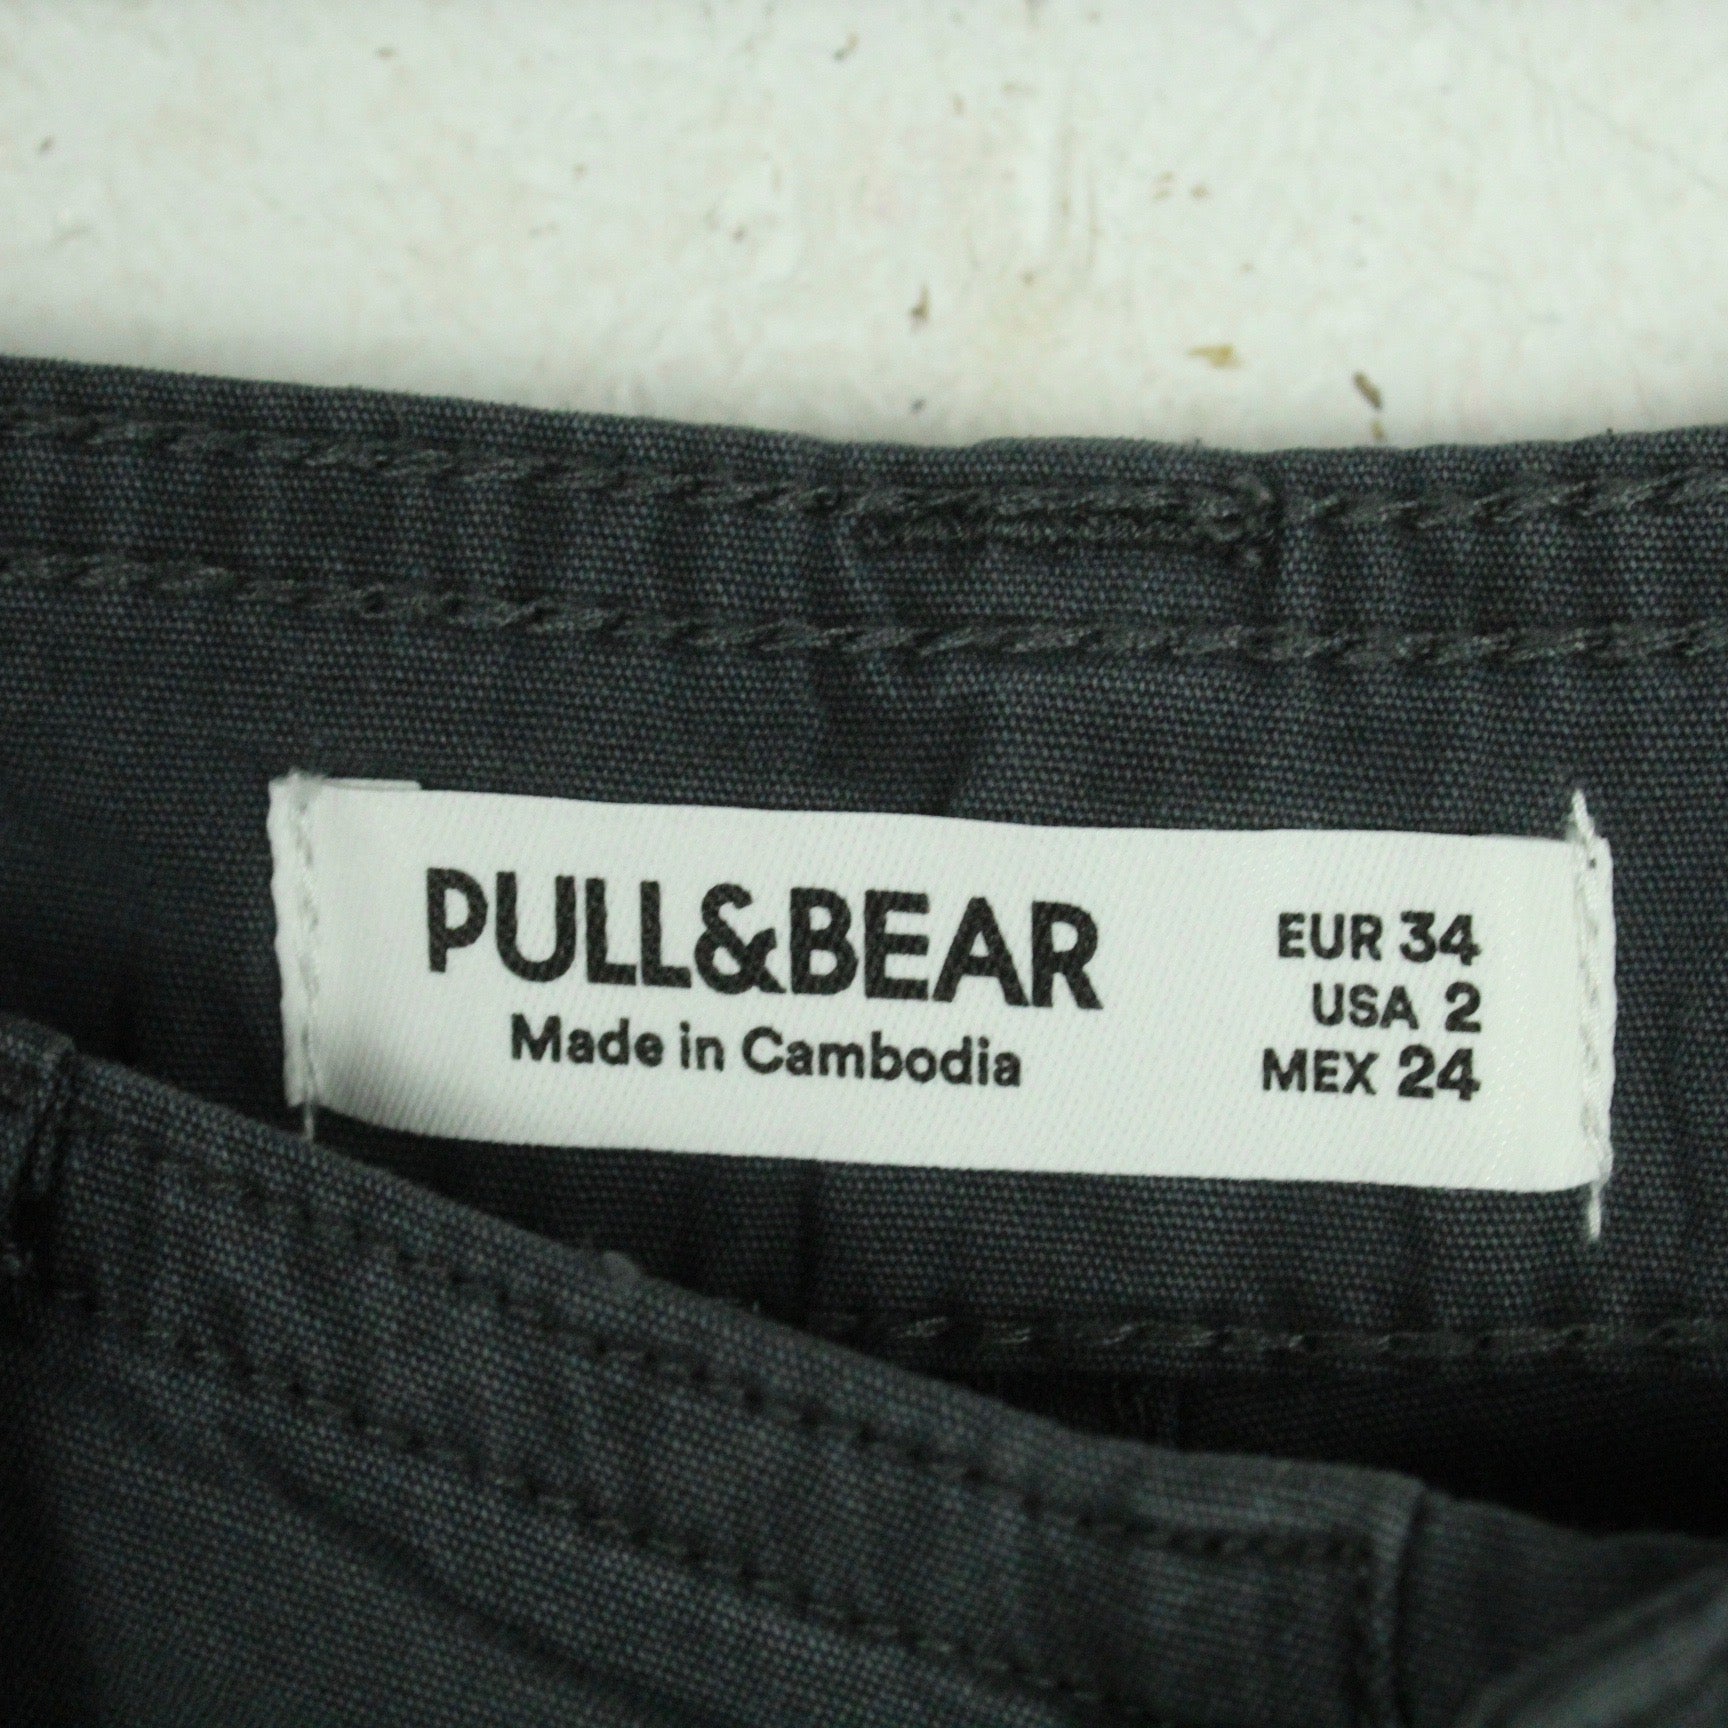 PULL&BEAR
Made in Cambodia
EUR 34
USA 2
MEX 24